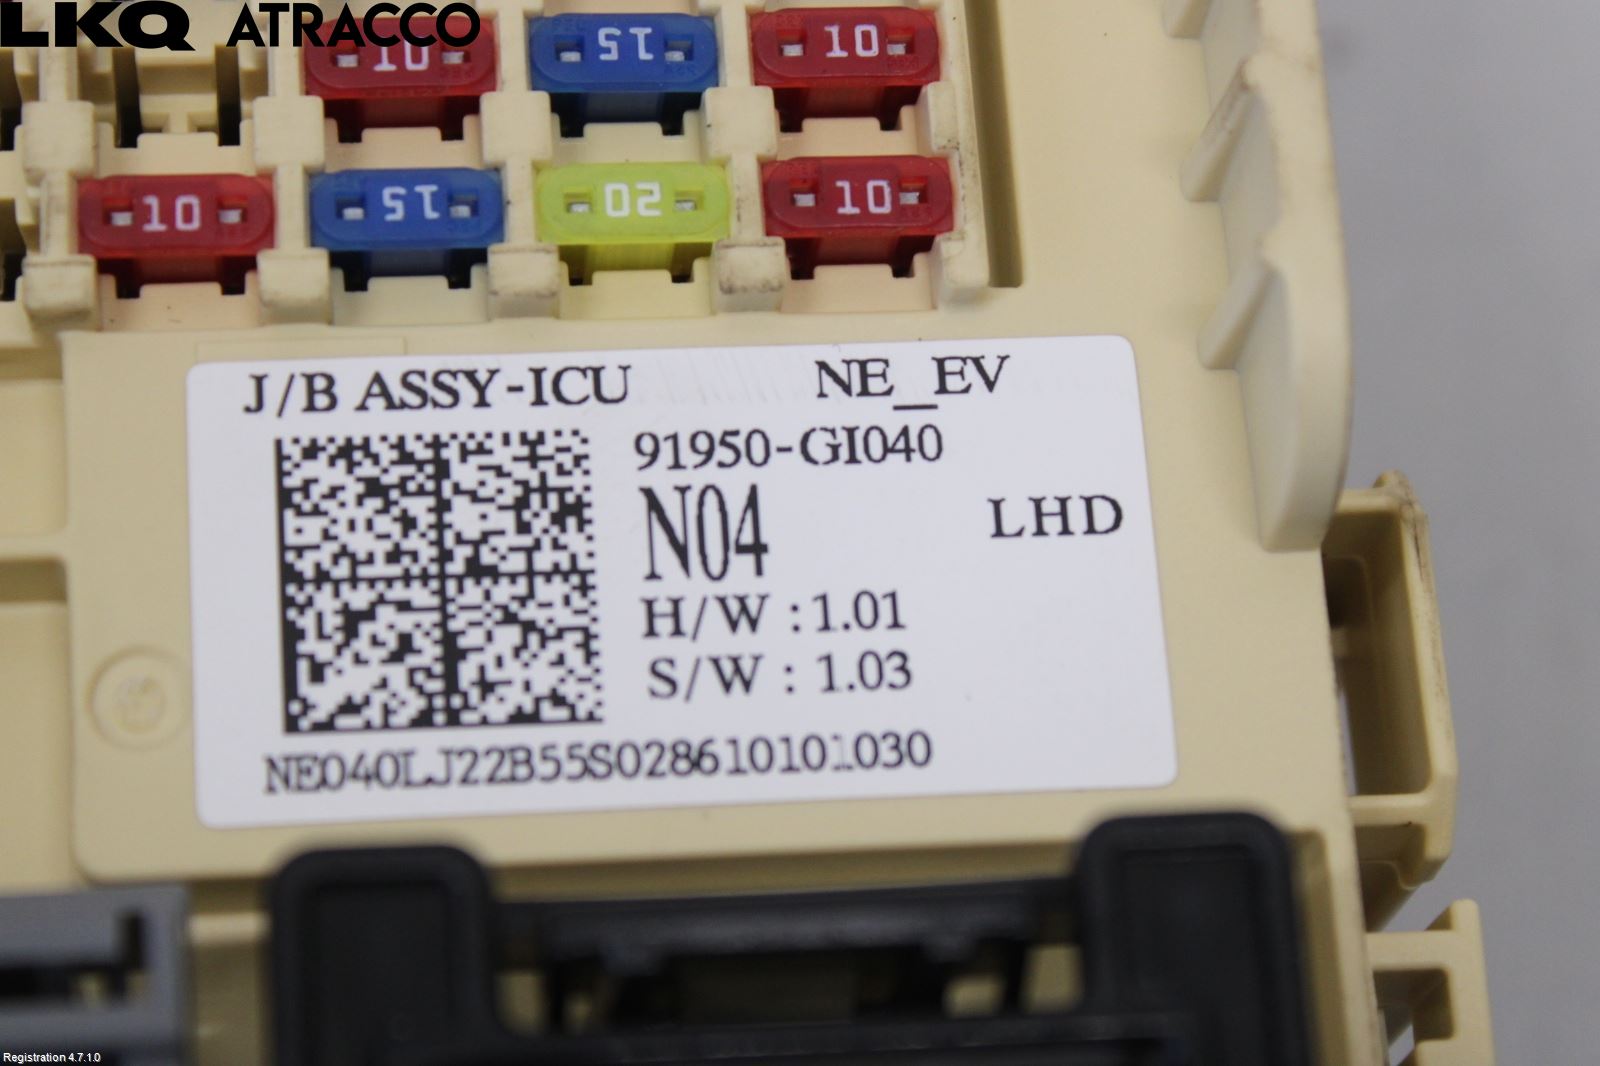 LKQ ATRACCO
10 15 10
10 15 20 10
J/B ASSY-ICU NE_EV
91950-GI040
N04
LHD
H/W : 1.01
S/W : 1.03
NE040LJ22B55S028610101030
Registration 4.7.1.0